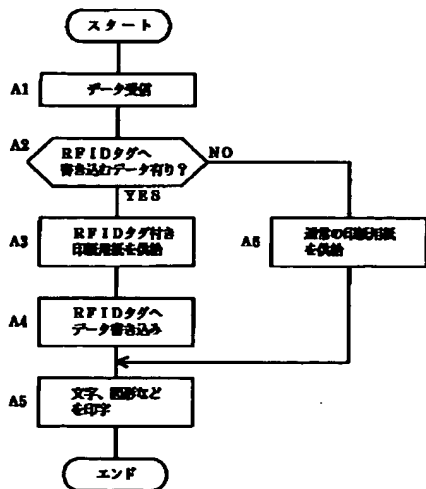 スタート
A1
データ受信
A2
RFIDタグへ
書き込むデータ有り?
NO
YES
A3
RFIDタグ付き
印紙用紙を供給
A6
通常の印紙用紙
を供給
A4
RFIDタグへ
データ書き込み
A5
文字、図形など
を印字
エンド